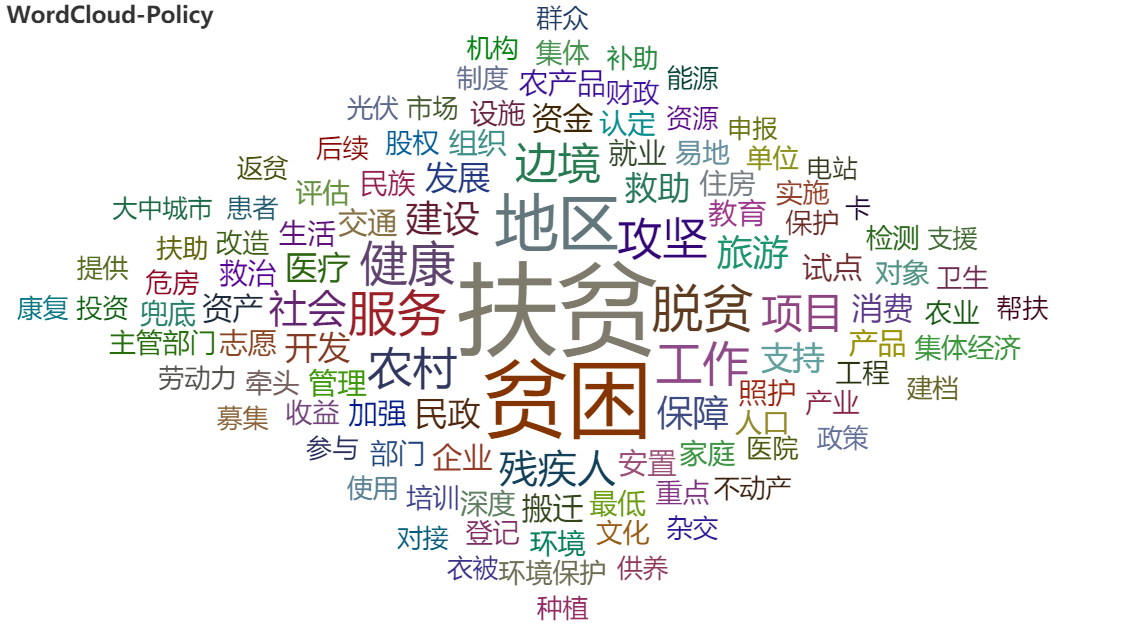 WordCloud-Policy
群众
机构
集体
补助
制度
农产品
财政
能源
光伏
市场
设施
资金
认定
资源
申报
后续
股权
组织
边境
就业
易地
单位
电站
返贫
评估
民族
发展
救助
住房
实施
大中城市
患者
交通
建设
地区
攻坚
教育
保护
卡
扶助
改造
生活
健康
旅游
检测
支援
提供
危房
救治
医疗
扶贫
试点
对象
卫生
康复
投资
兜底
资产
社会
服务
脱贫
项目
消费
农业
帮扶
主管部门
志愿
开发
农村
工作
支持
产品
集体经济
劳动力
牵头
管理
贫困
照护
工程
建档
募集
收益
加强
民政
保障
人口
产业
政策
参与
部门
企业
残疾人
安置
家庭
医院
使用
培训
深度
搬迁
最低
重点
不动产
对接
登记
环境
文化
杂交
衣被
环境保护
供养
种植